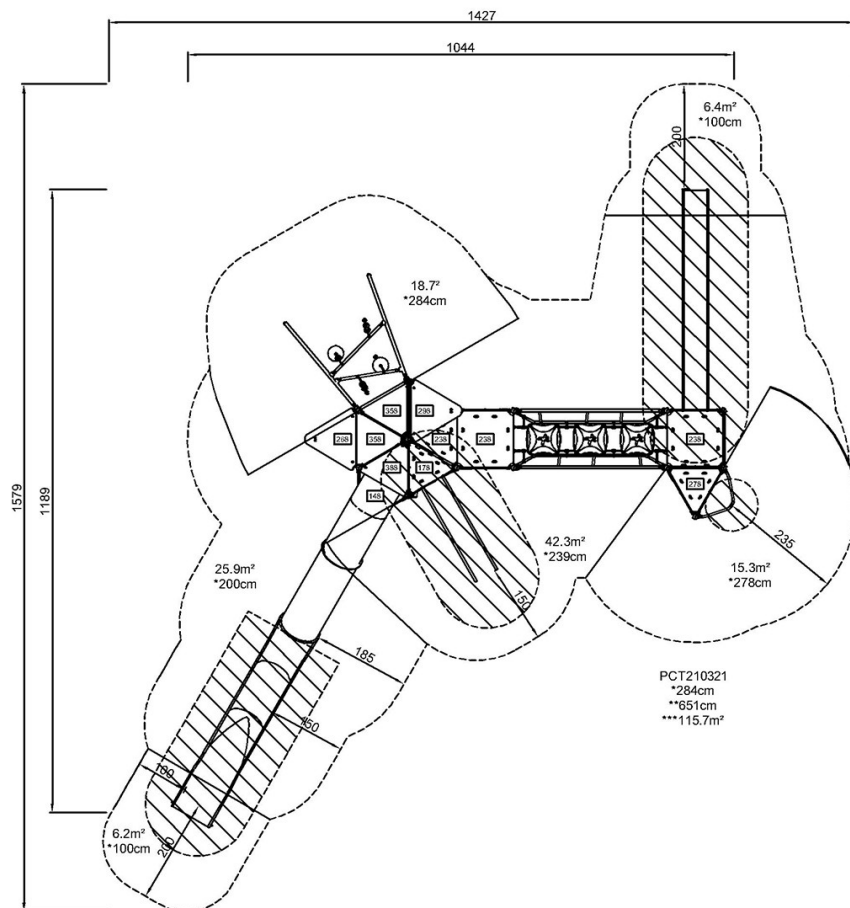 1427
1044
6.4m²
*100cm
200
1579
1189
18.7²
*284cm
358
298
268
358
238
238
238
388
178
278
148
42.3m²
*239cm
25.9m²
*200cm
15.3m²
*278cm
235
150
185
150
100
PCT210321
*284cm
**651cm
***115.7m²
6.2m²
*100cm
200